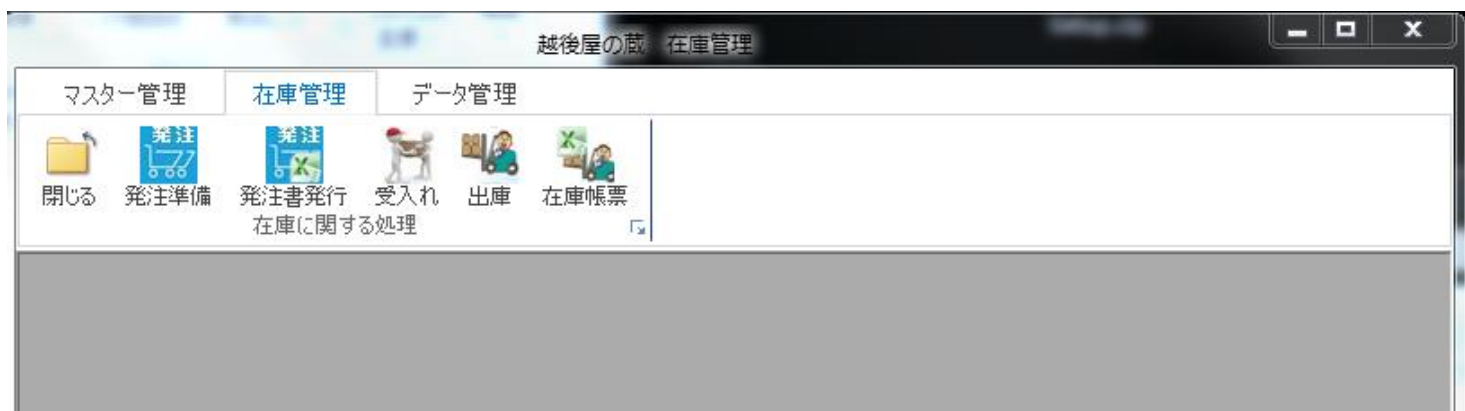 越後屋の蔵　在庫管理
マスター管理 在庫管理 データ管理
発注 発注
閉じる 発注準備 発注書発行 受入れ 出庫 在庫帳票
在庫に関する処理